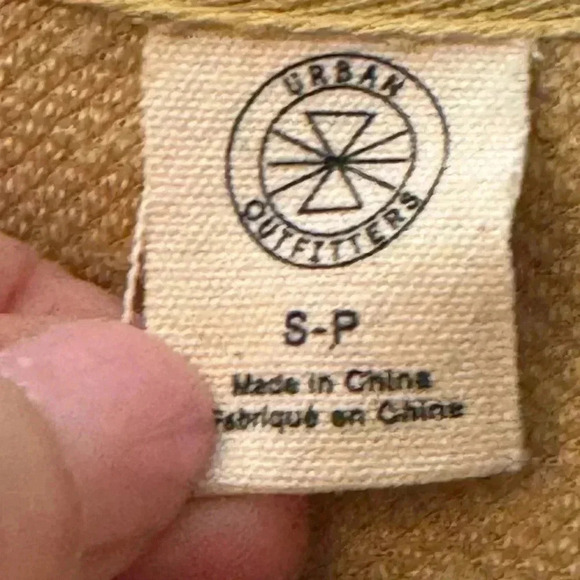 URBAN
OUTFITTERS
S-P
Made in China
Fabriqué en Chine